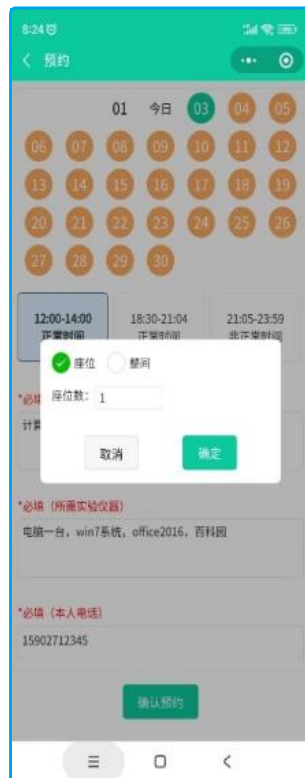 8:24
预约
01 今日 03 04 05
06 07 08 09 10 11 12
13 14 15 16 17 18 19
20 21 22 23 24 25 26
27 28 29 30
12:00-14:00 18:30-21:04 21:05-23:59
正常时间 正常时间 非正常时间
座位 整间
*必填
座位数: 1
计算
取消 确定
*必填（所需实验仪器）
电脑一台，win7系统，office2016，百科园
*必填（本人电话）
15902712345
确认预约